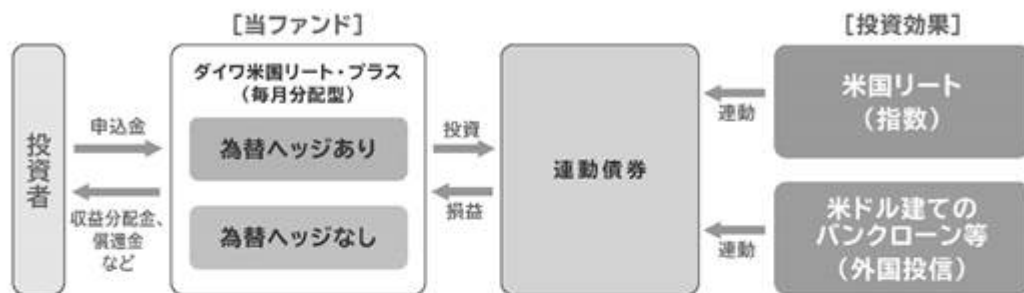 [当ファンド]
[投資効果]
投資者
申込金
収益分配金、
償還金
など
ダイワ米国リート・プラス
（毎月分配型）
為替ヘッジあり
為替ヘッジなし
投資
損益
連動債券
連動
連動
米国リート
（指数）
米ドル建ての
バンクローン等
（外国投信）